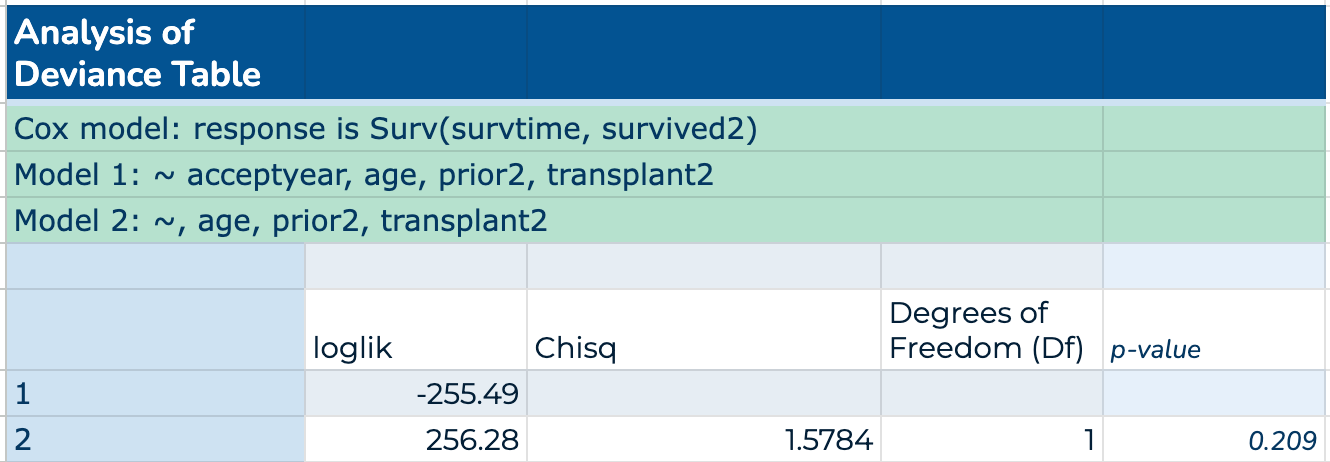 Analysis of
Deviance Table
Cox model: response is Surv(survtime, survived2)
Model 1: ~ acceptyear, age, prior2, transplant2
Model 2: ~, age, prior2, transplant2
loglik Chisq Degrees of Freedom (Df) p-value
1 -255.49
2 256.28 1.5784 1 0.209